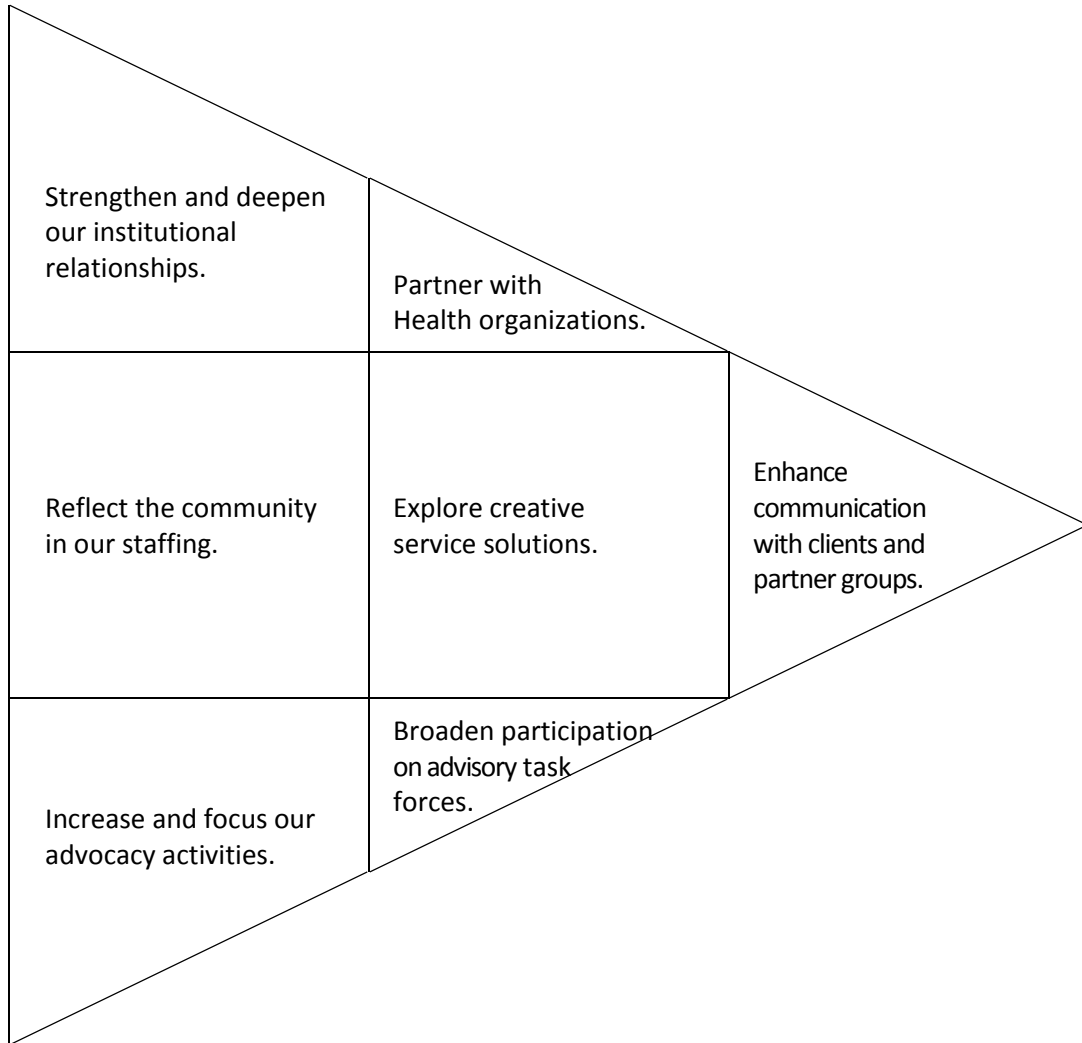 Strengthen and deepen
our institutional
relationships.
Partner with
Health organizations.
Reflect the community
in our staffing.
Explore creative
service solutions.
Enhance
communication
with clients and
partner groups.
Increase and focus our
advocacy activities.
Broaden participation
on advisory task
forces.